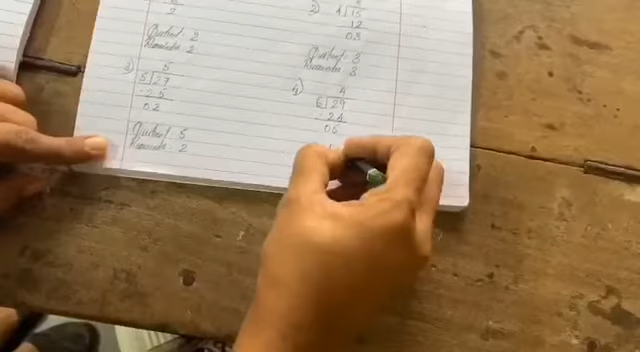 2
Quotient 2
Remainder 2
3) 5
5)27
-25
02
Quotient 5
Remainder 2
2) 4)15
12
03
Quotient 3
Remainder 3
4) 4
6)29
-24
05